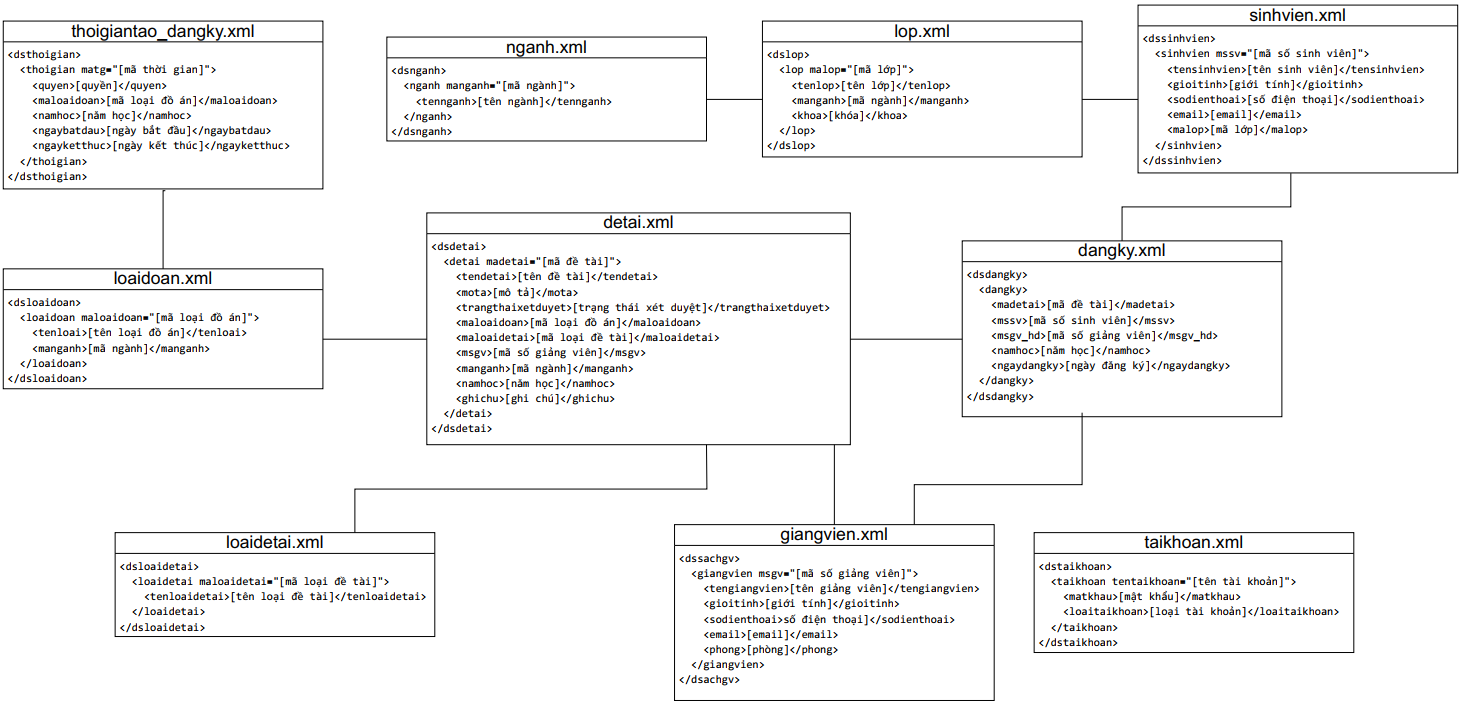 thoigiantao_dangky.xml
<dsthoigian>
<thoigian matg="[mã thời gian]">
<quyen>[quyền]</quyen>
<maloaidoan>[mã loại đồ án]</maloaidoan>
<namhoc>[năm học]</namhoc>
<ngaybatdau>[ngày bắt đầu]</ngaybatdau>
<ngayketthuc>[ngày kết thúc]</ngayketthuc>
</thoigian>
</dsthoigian>
nganh.xml
<dsnganh>
<nganh manganh="[mã ngành]">
<tennganh>[tên ngành]</tennganh>
</nganh>
</dsnganh>
lop.xml
<dslop>
<lop malop="[mã lớp]">
<tenlop>[tên lớp]</tenlop>
<manganh>[mã ngành]</manganh>
<khoa>[khóa]</khoa>
</lop>
</dslop>
sinhvien.xml
<dssinhvien>
<sinhvien mssv="[mã số sinh viên]">
<tensinhvien>[tên sinh viên]</tensinhvien>
<gioitinh>[giới tính]</gioitinh>
<sodienthoai>[số điện thoại]</sodienthoai>
<email>[email]</email>
<malop>[mã lớp]</malop>
</sinhvien>
</dssinhvien>
loaidoan.xml
<dsloaidoan>
<loaidoan maloaidoan="[mã loại đồ án]">
<tenloai>[tên loại đồ án]</tenloai>
<manganh>[mã ngành]</manganh>
</loaidoan>
</dsloaidoan>
detai.xml
<dsdetai>
<detai madetai="[mã đề tài]">
<tendetai>[tên đề tài]</tendetai>
<mota>[mô tả]</mota>
<trangthaixetduyet>[trạng thái xét duyệt]</trangthaixetduyet>
<maloaidoan>[mã loại đồ án]</maloaidoan>
<maloaidetai>[mã loại đề tài]</maloaidetai>
<msgv>[mã số giảng viên]</msgv>
<manganh>[mã ngành]</manganh>
<namhoc>[năm học]</namhoc>
<ghichu>[ghi chú]</ghichu>
</detai>
</dsdetai>
dangky.xml
<dsdangky>
<dangky>
<madetai>[mã đề tài]</madetai>
<mssv>[mã số sinh viên]</mssv>
<msgv_hd>[mã số giảng viên]</msgv_hd>
<namhoc>[năm học]</namhoc>
<ngaydangky>[ngày đăng ký]</ngaydangky>
</dangky>
</dsdangky>
loaidetai.xml
<dsloaidetai>
<loaidetai maloaidetai="[mã loại đề tài]">
<tenloaidetai>[tên loại đề tài]</tenloaidetai>
</loaidetai>
</dsloaidetai>
giangvien.xml
<dssachgv>
<giangvien msgv="[mã số giảng viên]">
<tengiangvien>[tên giảng viên]</tengiangvien>
<gioitinh>[giới tính]</gioitinh>
<sodienthoai>số điện thoại]</sodienthoai>
<email>[email]</email>
<phong>[phòng]</phong>
</giangvien>
</dsachgv>
taikhoan.xml
<dstaikhoan>
<taikhoan tentaikhoan="[tên tài khoản]">
<matkhau>[mật khẩu]</matkhau>
<loaitaikhoan>[loại tài khoản]</loaitaikhoan>
</taikhoan>
</dstaikhoan>